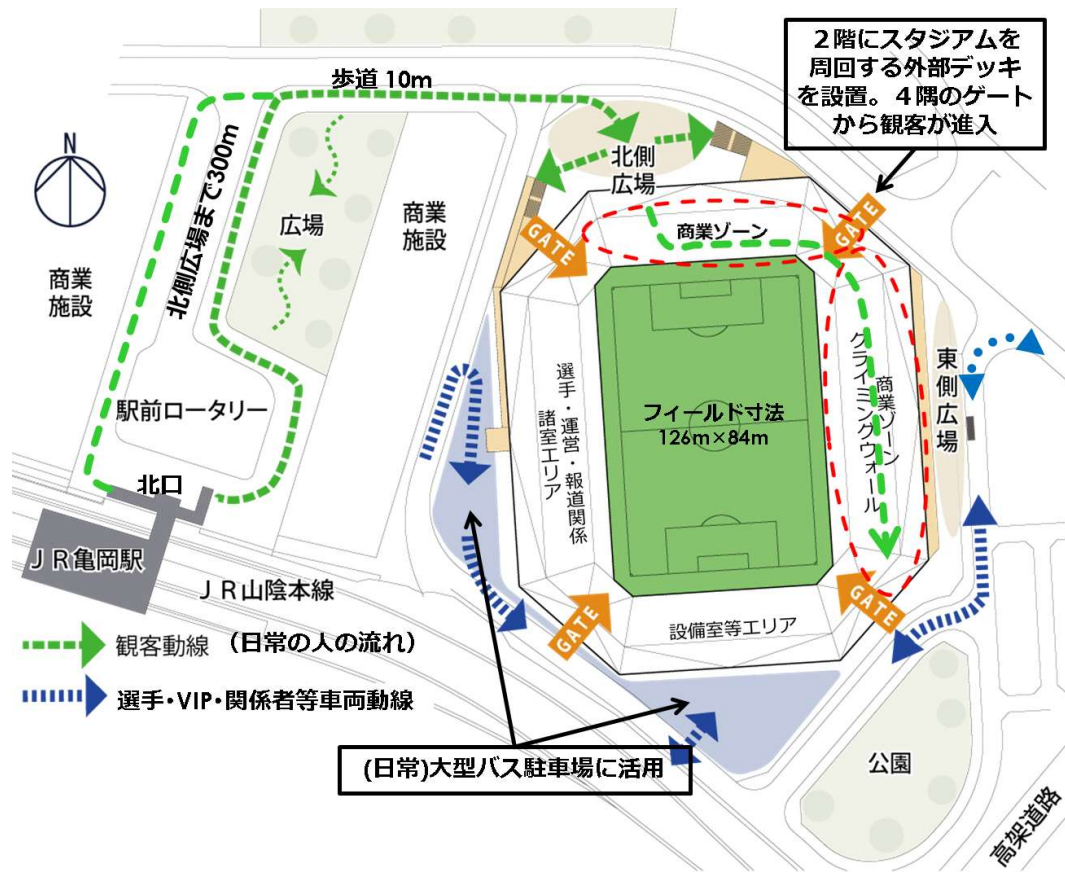 ２階にスタジアムを
周回する外部デッキ
を設置。４隅のゲート
から観客が進入
歩道 10m
N
北側広場まで300m
北側
広場
広場
商業
施設
商業
施設
GATE
GATE
商業ゾーン
選手・運営・報道関係
諸室エリア
フィールド寸法
126m×84m
商業ゾーン
クライミングウォール
東側広場
駅前ロータリー
北口
ＪＲ亀岡駅
ＪＲ山陰本線
GATE
GATE
設備室等エリア
観客動線 （日常の人の流れ）
選手・VIP・関係者等車両動線
(日常)大型バス駐車場に活用
公園
高架道路